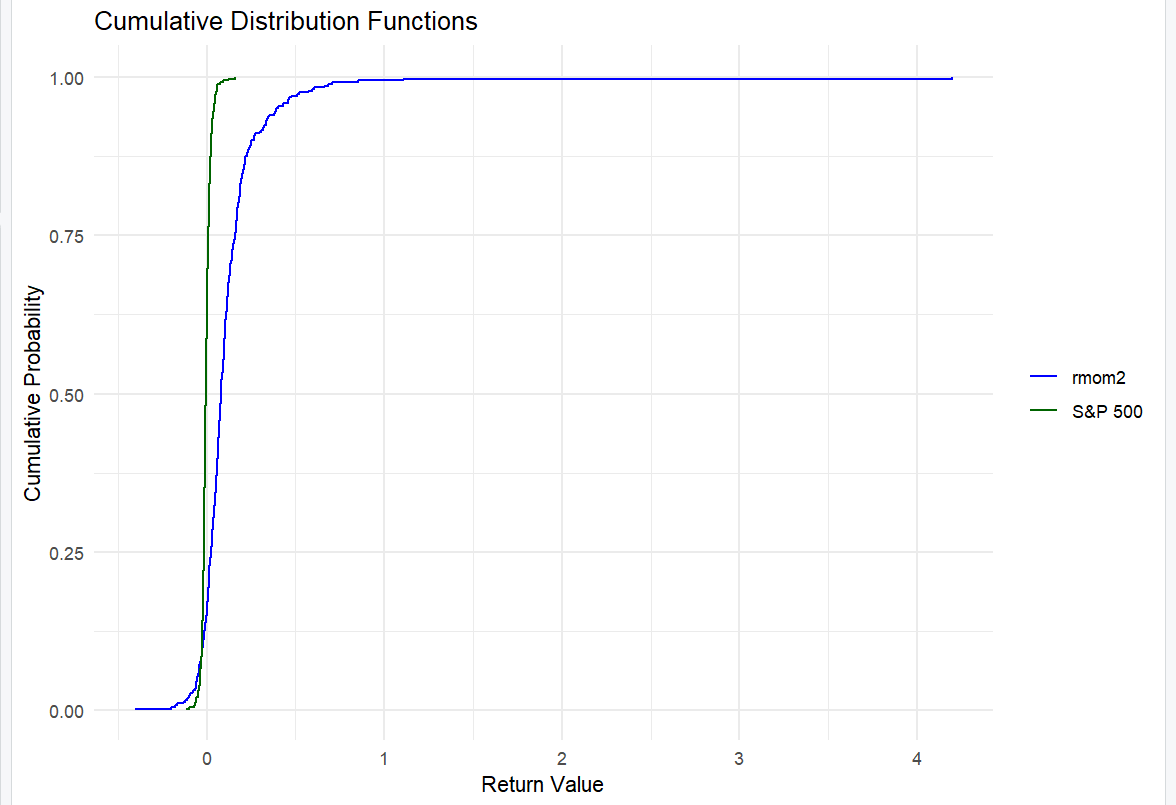 Cumulative Distribution Functions
1.00
0.75
0.50
0.25
0.00
Cumulative Probability
0
1
2
3
4
Return Value
rmom2
S&P 500